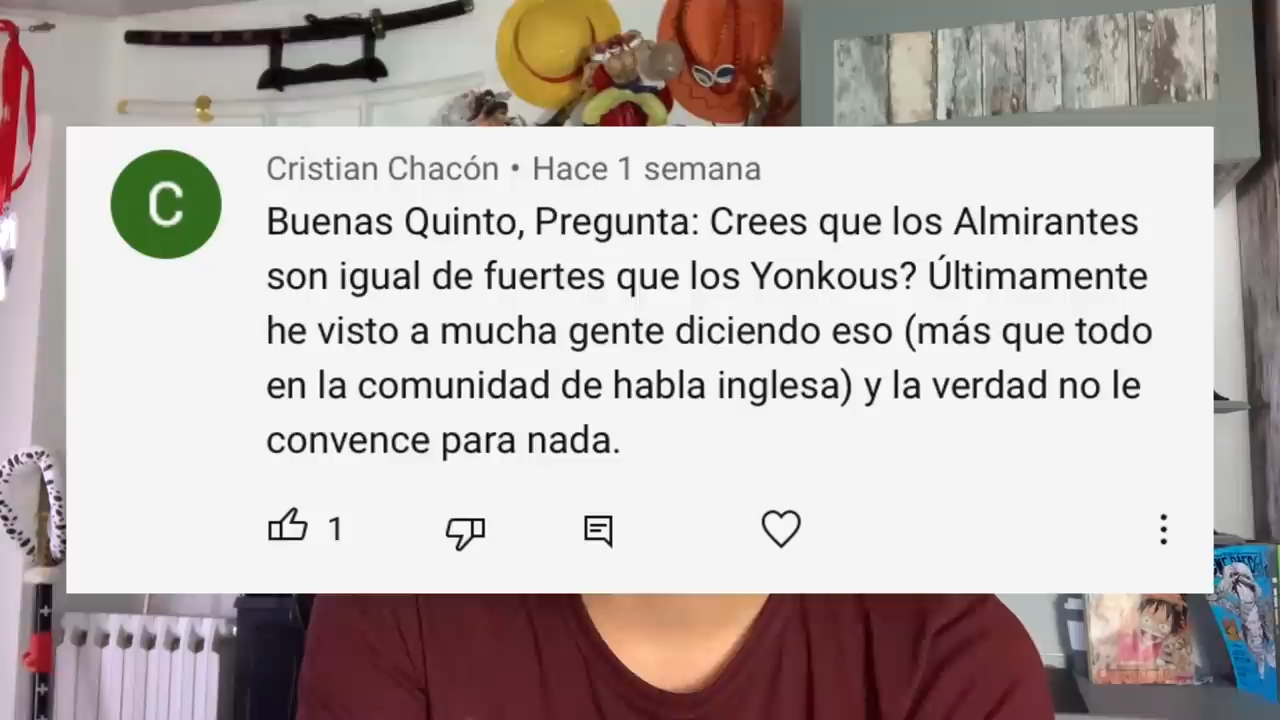 C
Cristian Chacón • Hace 1 semana
Buenas Quinto, Pregunta: Crees que los Almirantes
son igual de fuertes que los Yonkous? Últimamente
he visto a mucha gente diciendo eso (más que todo
en la comunidad de habla inglesa) y la verdad no le
convence para nada.
1